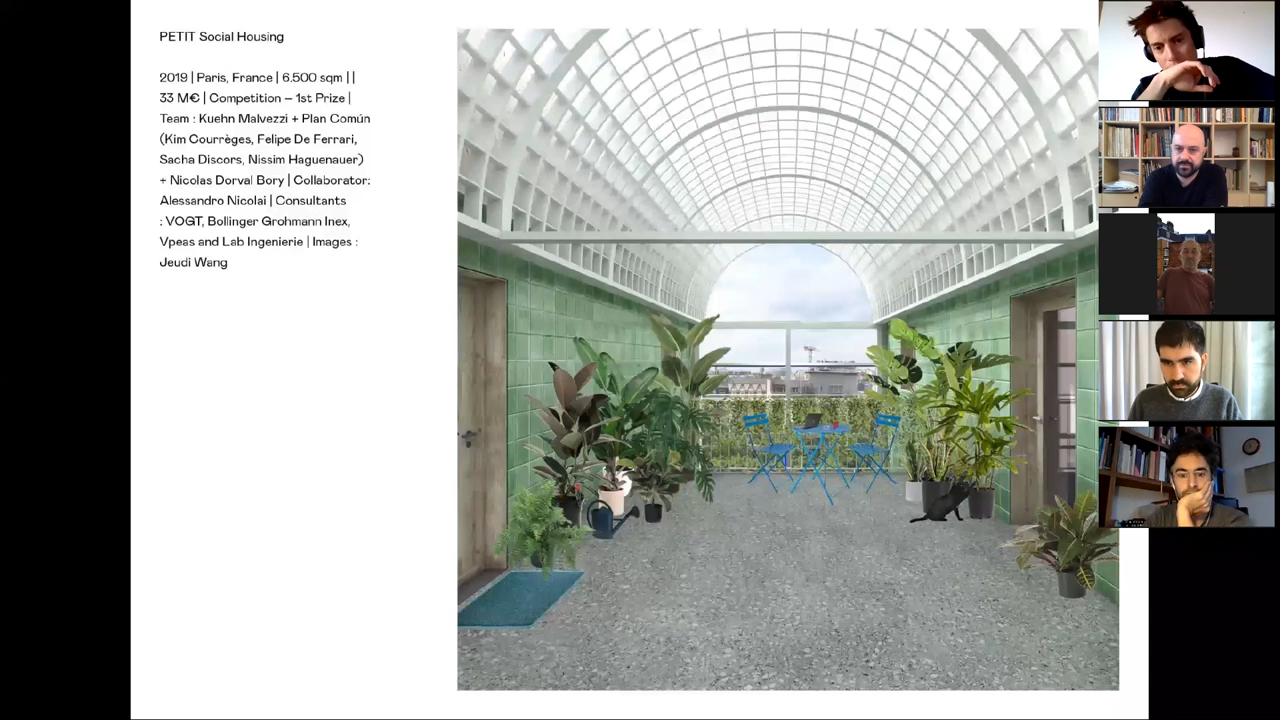 PETIT Social Housing
2019 | Paris, France | 6.500 sqm | |
33 M€ | Competition – 1st Prize |
Team : Kuehn Malvezzi + Plan Común
(Kim Courrèges, Felipe De Ferrari,
Sacha Discors, Nissim Haguenauer)
+ Nicolas Dorval Bory | Collaborator:
Alessandro Nicolai | Consultants
: VOGT, Bollinger Grohmann Inex,
Vpeas and Lab Ingenierie | Images :
Jeudi Wang